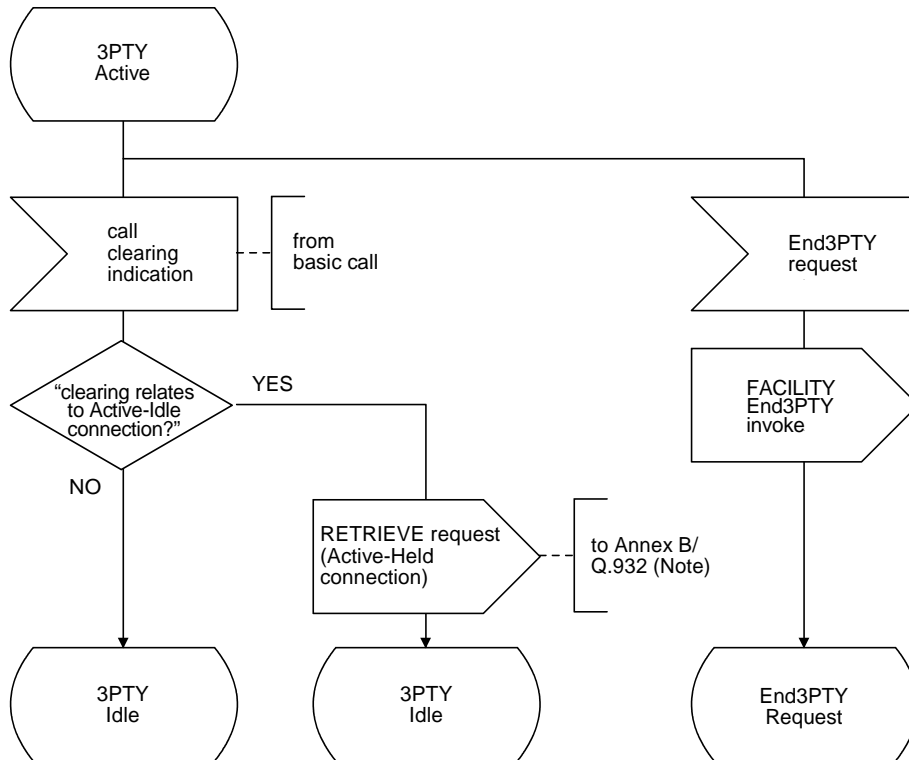 3PTY
Active
call
clearing
indication
from
basic call
End3PTY
request
“clearing relates
to Active-Idle
connection?”
YES
NO
FACILITY
End3PTY
invoke
RETRIEVE request
(Active-Held
connection)
to Annex B/
Q.932 (Note)
3PTY
Idle
3PTY
Idle
End3PTY
Request